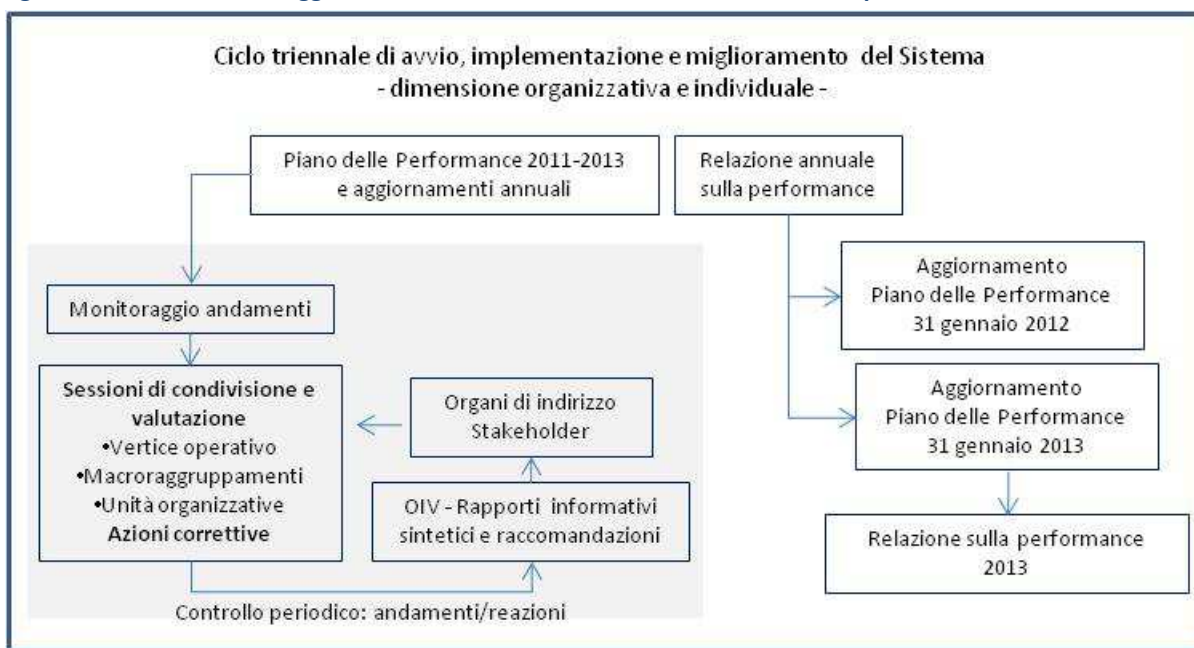 Ciclo triennale di avvio, implementazione e miglioramento del Sistema
- dimensione organizzativa e individuale -
Piano delle Performance 2011-2013
e aggiornamenti annuali
Relazione annuale
sulla performance
Monitoraggio andamenti
Sessioni di condivisione e
valutazione
•Vertice operativo
•Macroraggruppamenti
•Unità organizzative
Azioni correttive
Organi di indirizzo
Stakeholder
OIV - Rapporti informativi
sintetici e raccomandazioni
Controllo periodico: andamenti/reazioni
Aggiornamento
Piano delle Performance
31 gennaio 2012
Aggiornamento
Piano delle Performance
31 gennaio 2013
Relazione sulla performance
2013